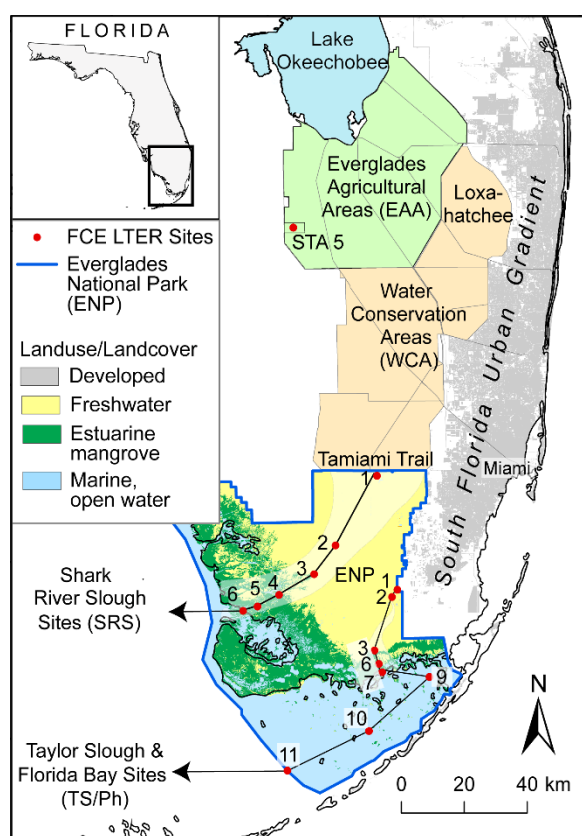 FLORIDA
FCE LTER Sites
Everglades
National Park
(ENP)
Landuse/Landcover
Developed
Freshwater
Estuarine
mangrove
Marine,
open water
Lake
Okeechobee
Everglades
Agricultural
Areas (EAA)
STA 5
Loxa-
hatchee
Water
Conservation
Areas
(WCA)
South Florida Urban Gradient
Miami
Tamiami Trail
1
2
3
4
5
6
ENP
1
2
3
6
7
9
10
11
Shark
River Slough
Sites (SRS)
Taylor Slough &
Florida Bay Sites
(TS/Ph)
N
0 20 40 km